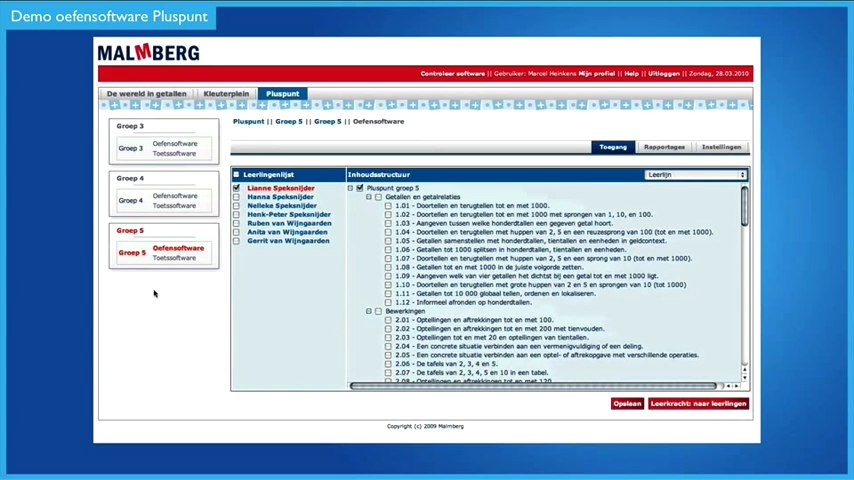 Demo oefensoftware Pluspunt
MALMBERG
Controleer software || Gebruiker: Marcel Heinkens Mijn profiel || Help || Uitloggen || Zondag, 28.03.2010
De wereld in getallen
Kleuterplein
Pluspunt
Groep 3
Groep 3
Oefensoftware
Toetssoftware
Groep 4
Groep 4
Oefensoftware
Toetssoftware
Groep 5
Groep 5
Oefensoftware
Toetssoftware
Pluspunt || Groep 5 || Groep 5 || Oefensoftware
Toegang
Rapportages
Instellingen
Leerlingenlijst
Lianne Speksnijder
Hanna Speksnijder
Nelleke Speksnijder
Henk-Peter Speksnijder
Ruben van Wijngaarden
Anita van Wijngaarden
Gerrit van Wijngaarden
Inhoudsstructuur
Leerlijn
Pluspunt groep 5
Getallen en getalrelaties
1.01 - Doortellen en terugtellen tot en met 1000.
1.02 - Doortellen en terugtellen tot en met 1000 met sprongen van 1, 10, en 100.
1.03 - Aangeven tussen welke honderdtallen een gegeven getal hoort.
1.04 - Doortellen en terugtellen met huppen van 2, 5 en een reuzesprong van 100 (tot en met 1000).
1.05 - Getallen samenstellen met honderdtallen, tientallen en eenheden in geldcontext.
1.06 - Getallen tot 1000 splitsen in honderdtallen, tientallen en eenheden.
1.07 - Doortellen en terugtellen met huppen van 2, 5 en een sprong van 10 (tot en met 1000).
1.08 - Getallen tot en met 1000 in de juiste volgorde zetten.
1.09 - Aangeven welk van vier getallen het dichtst bij een getal tot en met 1000 ligt.
1.10 - Doortellen en terugtellen met grote huppen van 2 en 5 en sprongen van 10 (tot en met 1000)
1.11 - Getallen tot 10 000 globaal tellen, ordenen en lokaliseren.
1.12 - Informeel afronden op honderdtallen.
Bewerkingen
2.01 - Optellingen en aftrekkingen tot en met 100.
2.02 - Optellingen en aftrekkingen tot en met 200 met tienvouden.
2.03 - Optellingen tot en met 20 en optellingen van tientallen.
2.04 - Een concrete situatie verbinden aan een vermenigvuldiging of een deling.
2.05 - Een concrete situatie verbinden aan een optel- of aftrekopgave met verschillende operaties.
2.06 - De tafels van 2, 3, 4 en 5.
2.07 - De tafels van 2, 3, 4, 5 en 10 in een tabel.
2.08 - Optellingen en aftrekkingen tot en met 120.
Opslaan
Leerkracht: naar leerlingen
Copyright (c) 2009 Malmberg